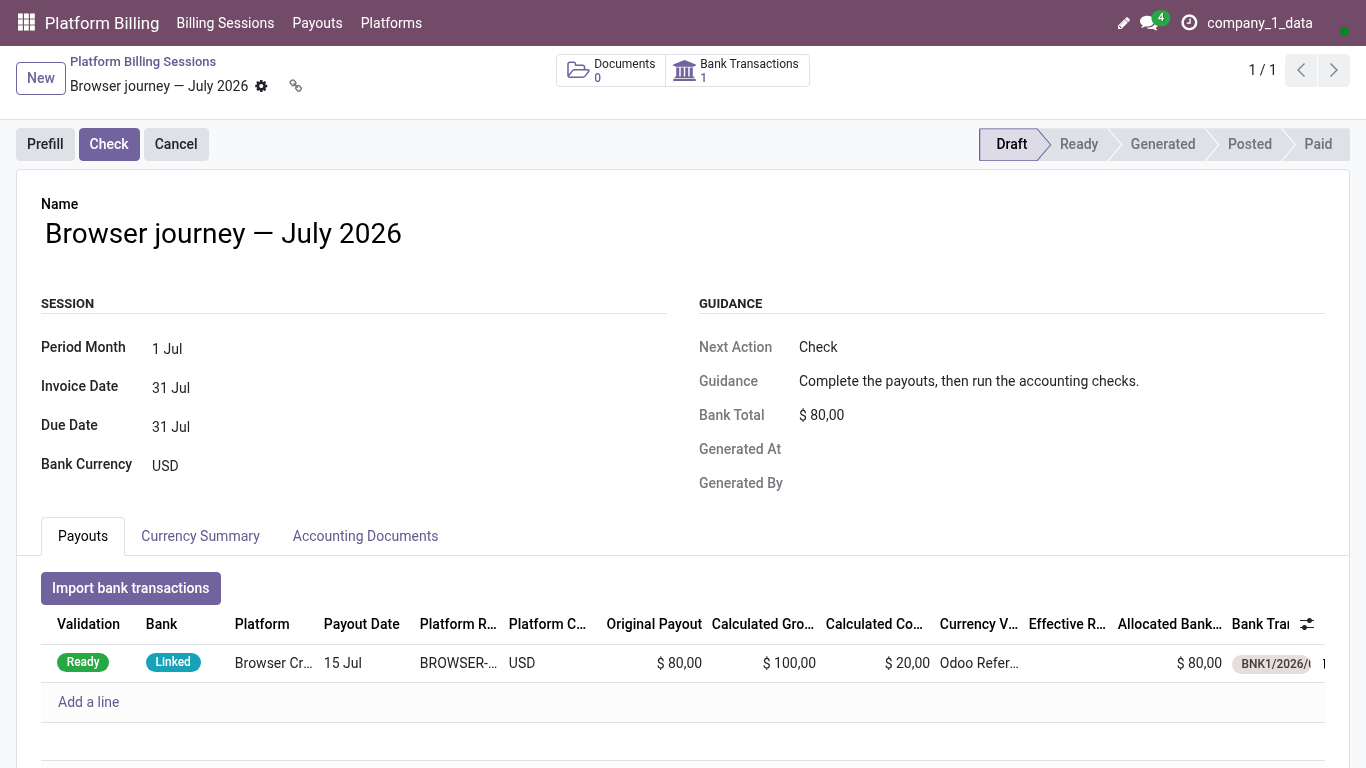 Platform Billing Billing Sessions Payouts Platforms 4 company_1_data
New Platform Billing Sessions
Browser journey — July 2026
Documents 0
Bank Transactions 1
1 / 1
Prefill Check Cancel Draft Ready Generated Posted Paid
Name
Browser journey — July 2026
SESSION
Period Month 1 Jul
Invoice Date 31 Jul
Due Date 31 Jul
Bank Currency USD
GUIDANCE
Next Action Check
Guidance Complete the payouts, then run the accounting checks.
Bank Total $ 80,00
Generated At
Generated By
Payouts Currency Summary Accounting Documents
Import bank transactions
Validation Bank Platform Payout Date Platform R... Platform C... Original Payout Calculated Gro... Calculated Co... Currency V... Effective R... Allocated Bank... Bank Tra
Ready Linked Browser Cr... 15 Jul BROWSER-... USD $ 80,00 $ 100,00 $ 20,00 Odoo Refer... $ 80,00 BNK1/2026/
Add a line